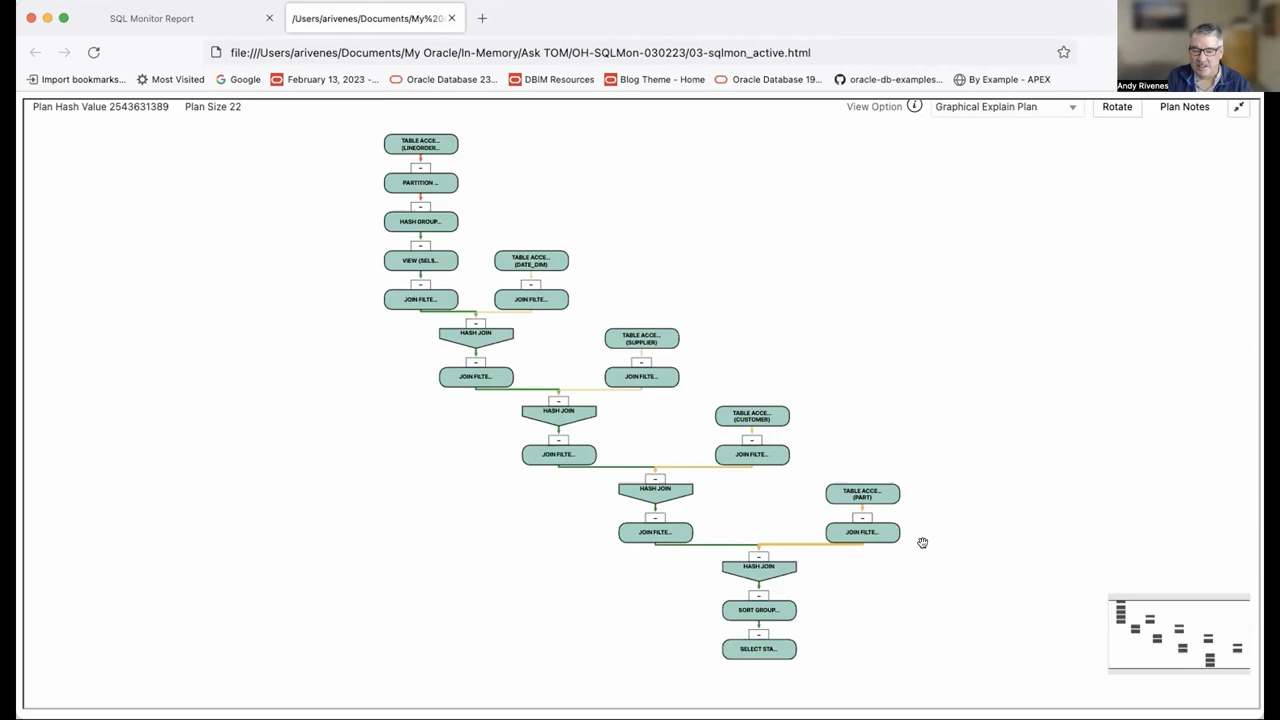 SQL Monitor Report
/Users/arivenes/Documents/My%20
file:///Users/arivenes/Documents/My Oracle/In-Memory/Ask TOM/OH-SQLMon-030223/03-sqlmon_active.html
Import bookmarks... Most Visited Google February 13, 2023 -... Oracle Database 23... DBIM Resources Blog Theme - Home Oracle Database 19... oracle-db-examples... By Example - APEX
Andy Rivenes
Plan Hash Value 2543631389 Plan Size 22 View Option Graphical Explain Plan Rotate Plan Notes
TABLE ACCE...
(LINEORDER...
PARTITION ...
HASH GROUP...
VIEW (SEL$...
TABLE ACCE...
(DATE_DIM)
JOIN FILTE...
JOIN FILTE...
HASH JOIN
TABLE ACCE...
(SUPPLIER)
JOIN FILTE...
JOIN FILTE...
HASH JOIN
TABLE ACCE...
(CUSTOMER)
JOIN FILTE...
JOIN FILTE...
HASH JOIN
TABLE ACCE...
(PART)
JOIN FILTE...
JOIN FILTE...
HASH JOIN
SORT GROUP...
SELECT STA...